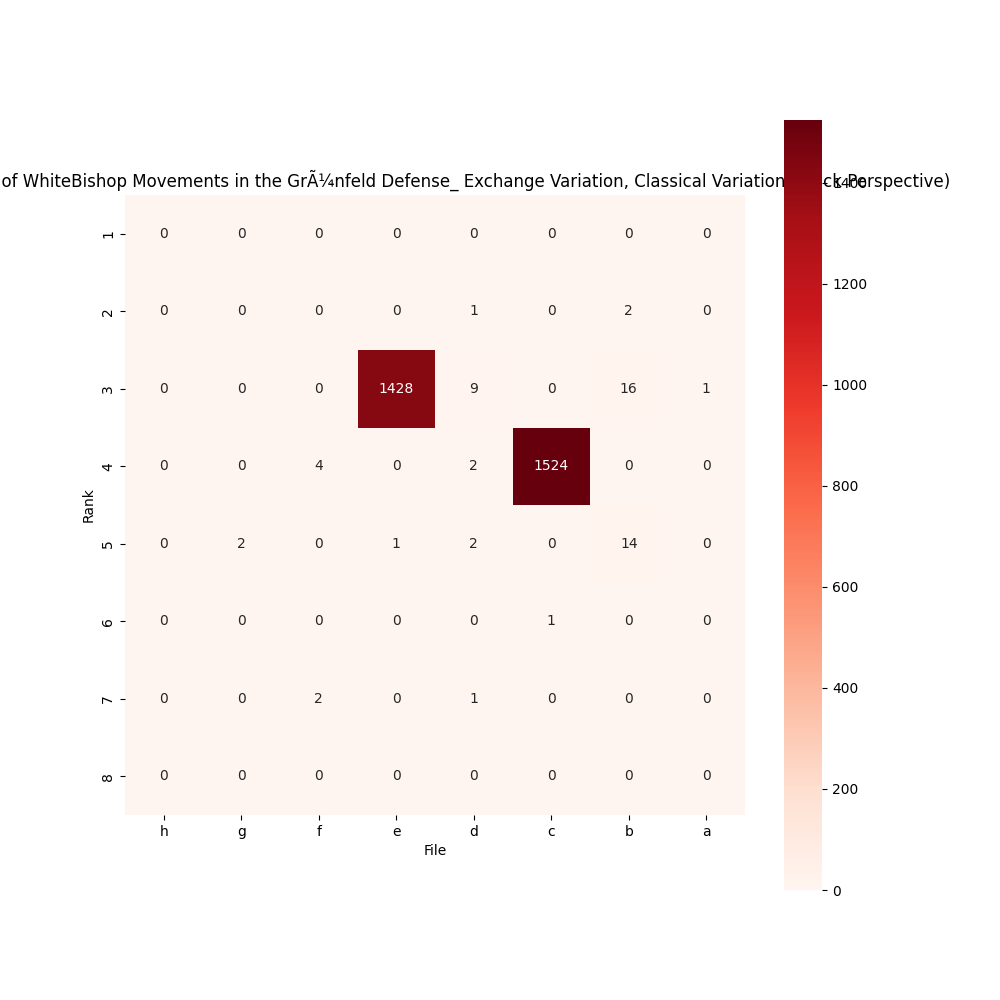 of WhiteBishop Movements in the GrÃ¼nfeld Defense_ Exchange Variation, Classical Variation ck Perspective)
1400
1 0 0 0 0 0 0 0 0
1200
2 0 0 0 0 1 0 2 0
3 0 0 0 1428 9 0 16 1
1000
4 0 0 4 0 2 1524 0 0
800
Rank
5 0 2 0 1 2 0 14 0
600
6 0 0 0 0 0 1 0 0
400
7 0 0 2 0 1 0 0 0
200
8 0 0 0 0 0 0 0 0
h g f e d c b a
File
0